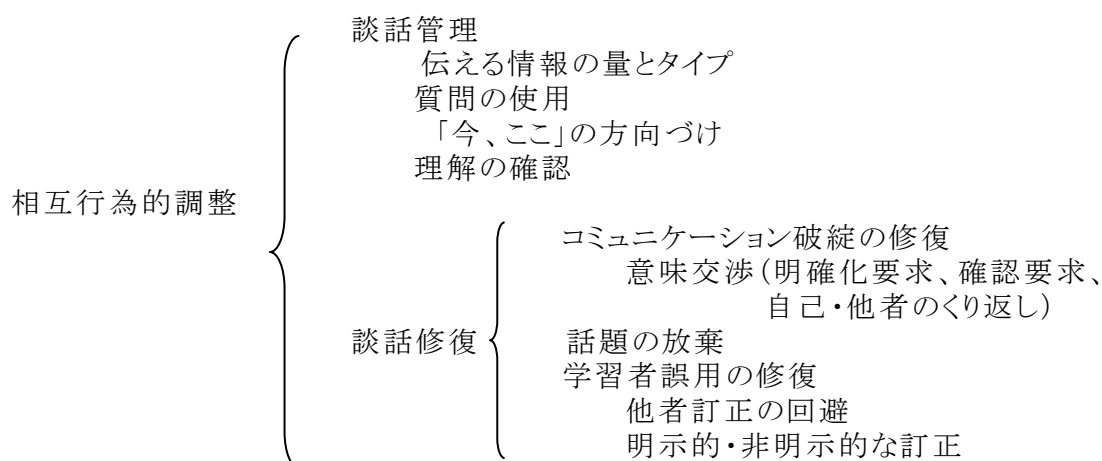 談話管理
伝える情報の量とタイプ
質問の使用
「今、ここ」の方向づけ
理解の確認
相互行為的調整
コミュニケーション破綻の修復
意味交渉(明確化要求、確認要求、
自己・他者のくり返し)
談話修復
話題の放棄
学習者誤用の修復
他者訂正の回避
明示的・非明示的な訂正